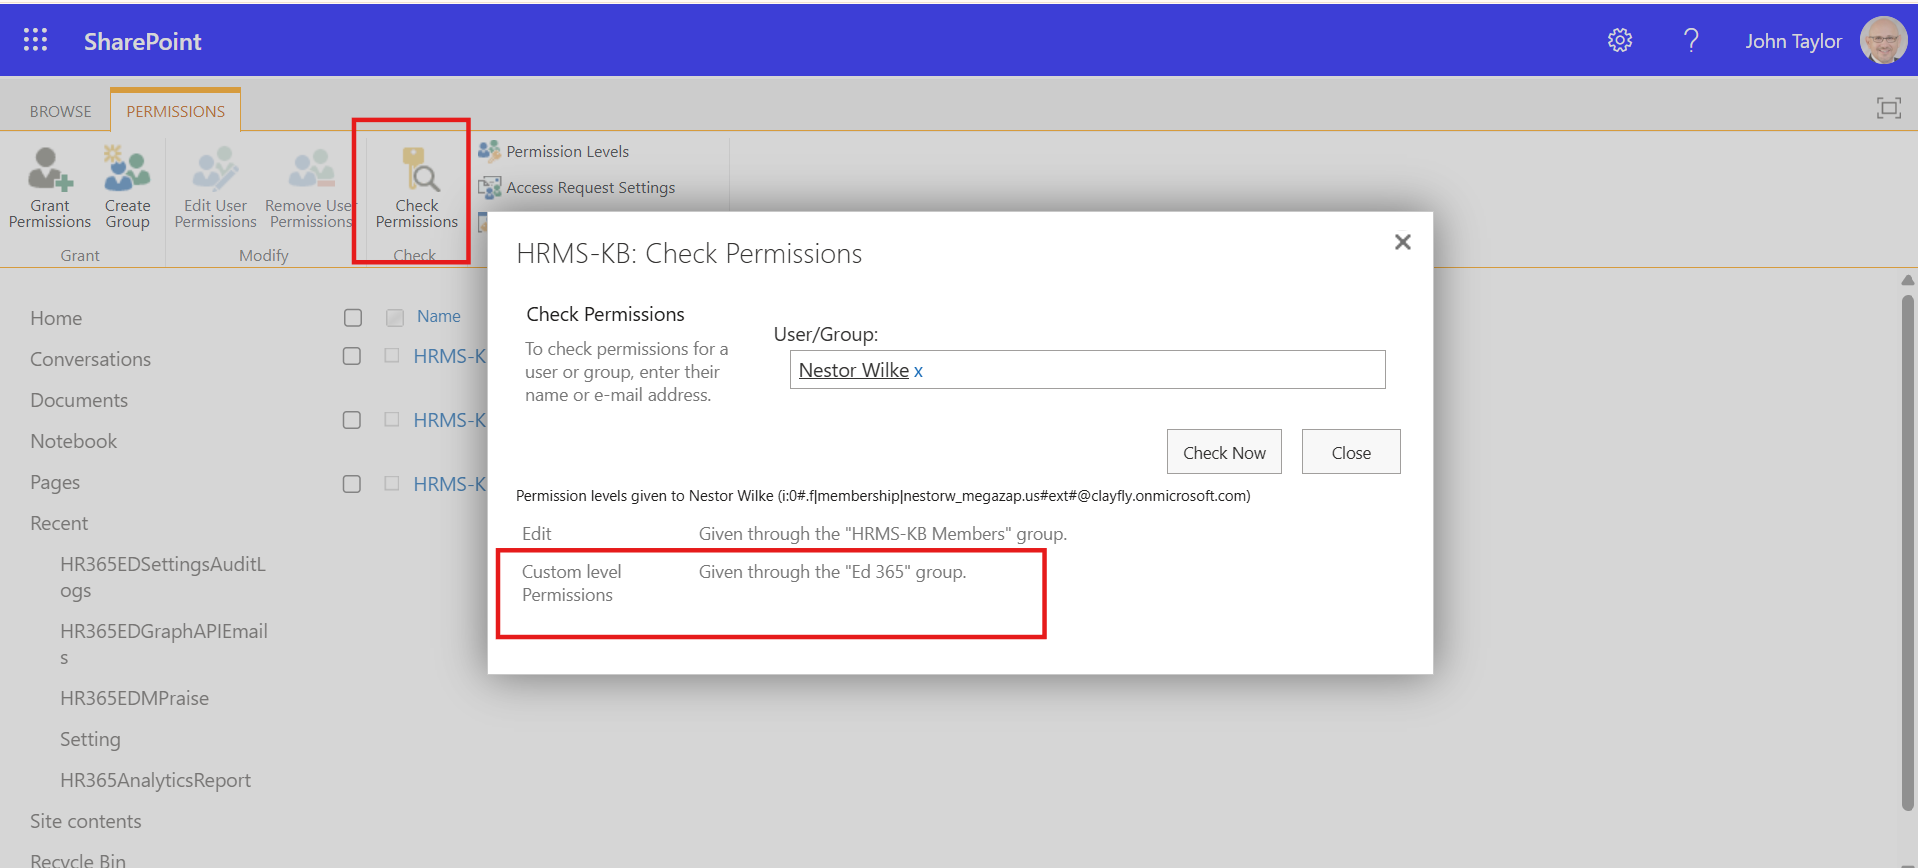 SharePoint
?
John Taylor
BROWSE
PERMISSIONS
Grant
Permissions
Create
Group
Edit User
Permissions
Remove User
Permissions
Check
Permissions
Permission Levels
Access Request Settings
Grant
Modify
Check
Home
Conversations
Documents
Notebook
Pages
Recent
HR365EDSettingsAuditL
ogs
HR365EDGraphAPIEmail
s
HR365EDMPraise
Setting
HR365AnalyticsReport
Site contents
Recycle Bin
Name
HRMS-K
HRMS-K
HRMS-K
HRMS-KB: Check Permissions
Check Permissions
To check permissions for a
user or group, enter their
name or e-mail address.
User/Group:
Nestor Wilke x
Check Now
Close
Permission levels given to Nestor Wilke (i:0#.f|membership|nestorw_megazap.us#ext#@clayfly.onmicrosoft.com)
Edit Given through the "HRMS-KB Members" group.
Custom level Given through the "Ed 365" group.
Permissions